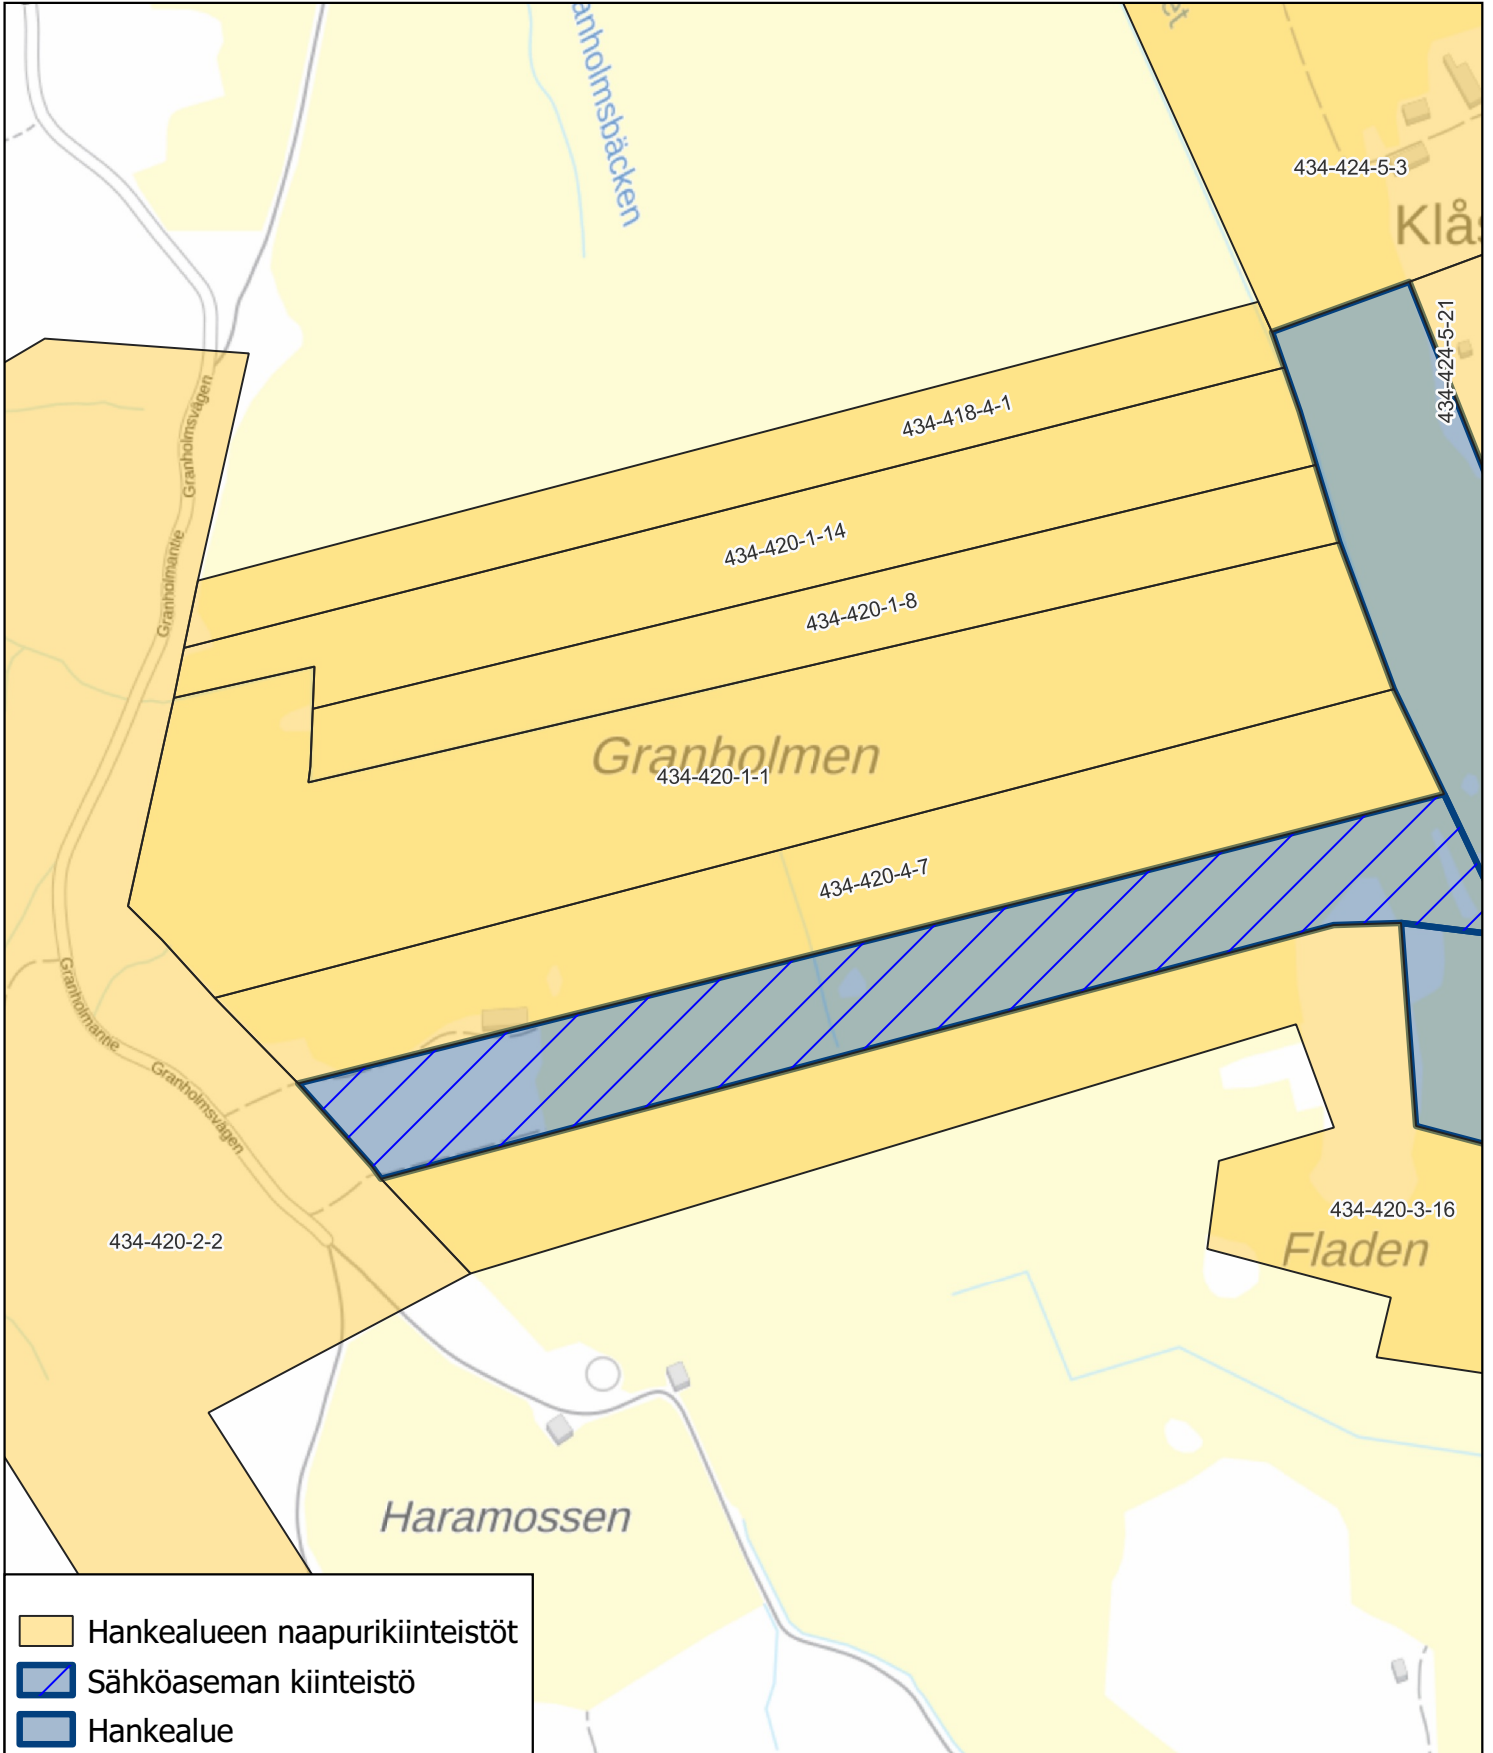 anholmsbäcken
et
434-424-5-3
Klås
434-424-5-21
434-418-4-1
Granholmsvägen
434-420-1-14
Granholmantie
434-420-1-8
Granholmen
434-420-1-1
434-420-4-7
Granholmantie
Granholmsvägen
434-420-2-2
434-420-3-16
Fladen
Haramossen
Hankealueen naapurikiinteistöt
Sähköaseman kiinteistö
Hankealue